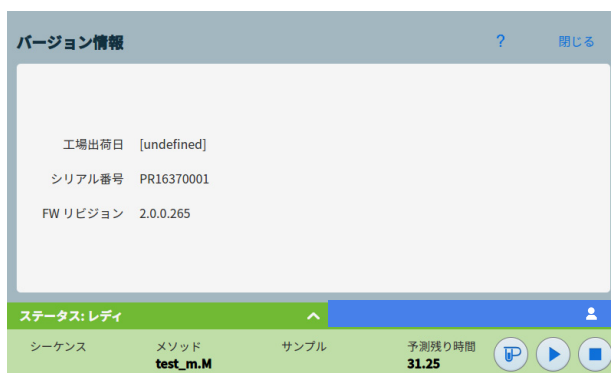 バージョン情報 ? 閉じる
工場出荷日 [undefined]
シリアル番号 PR16370001
FW リビジョン 2.0.0.265
ステータス: レディ
シーケンス メソッド サンプル 予測残り時間
test_m.M 31.25